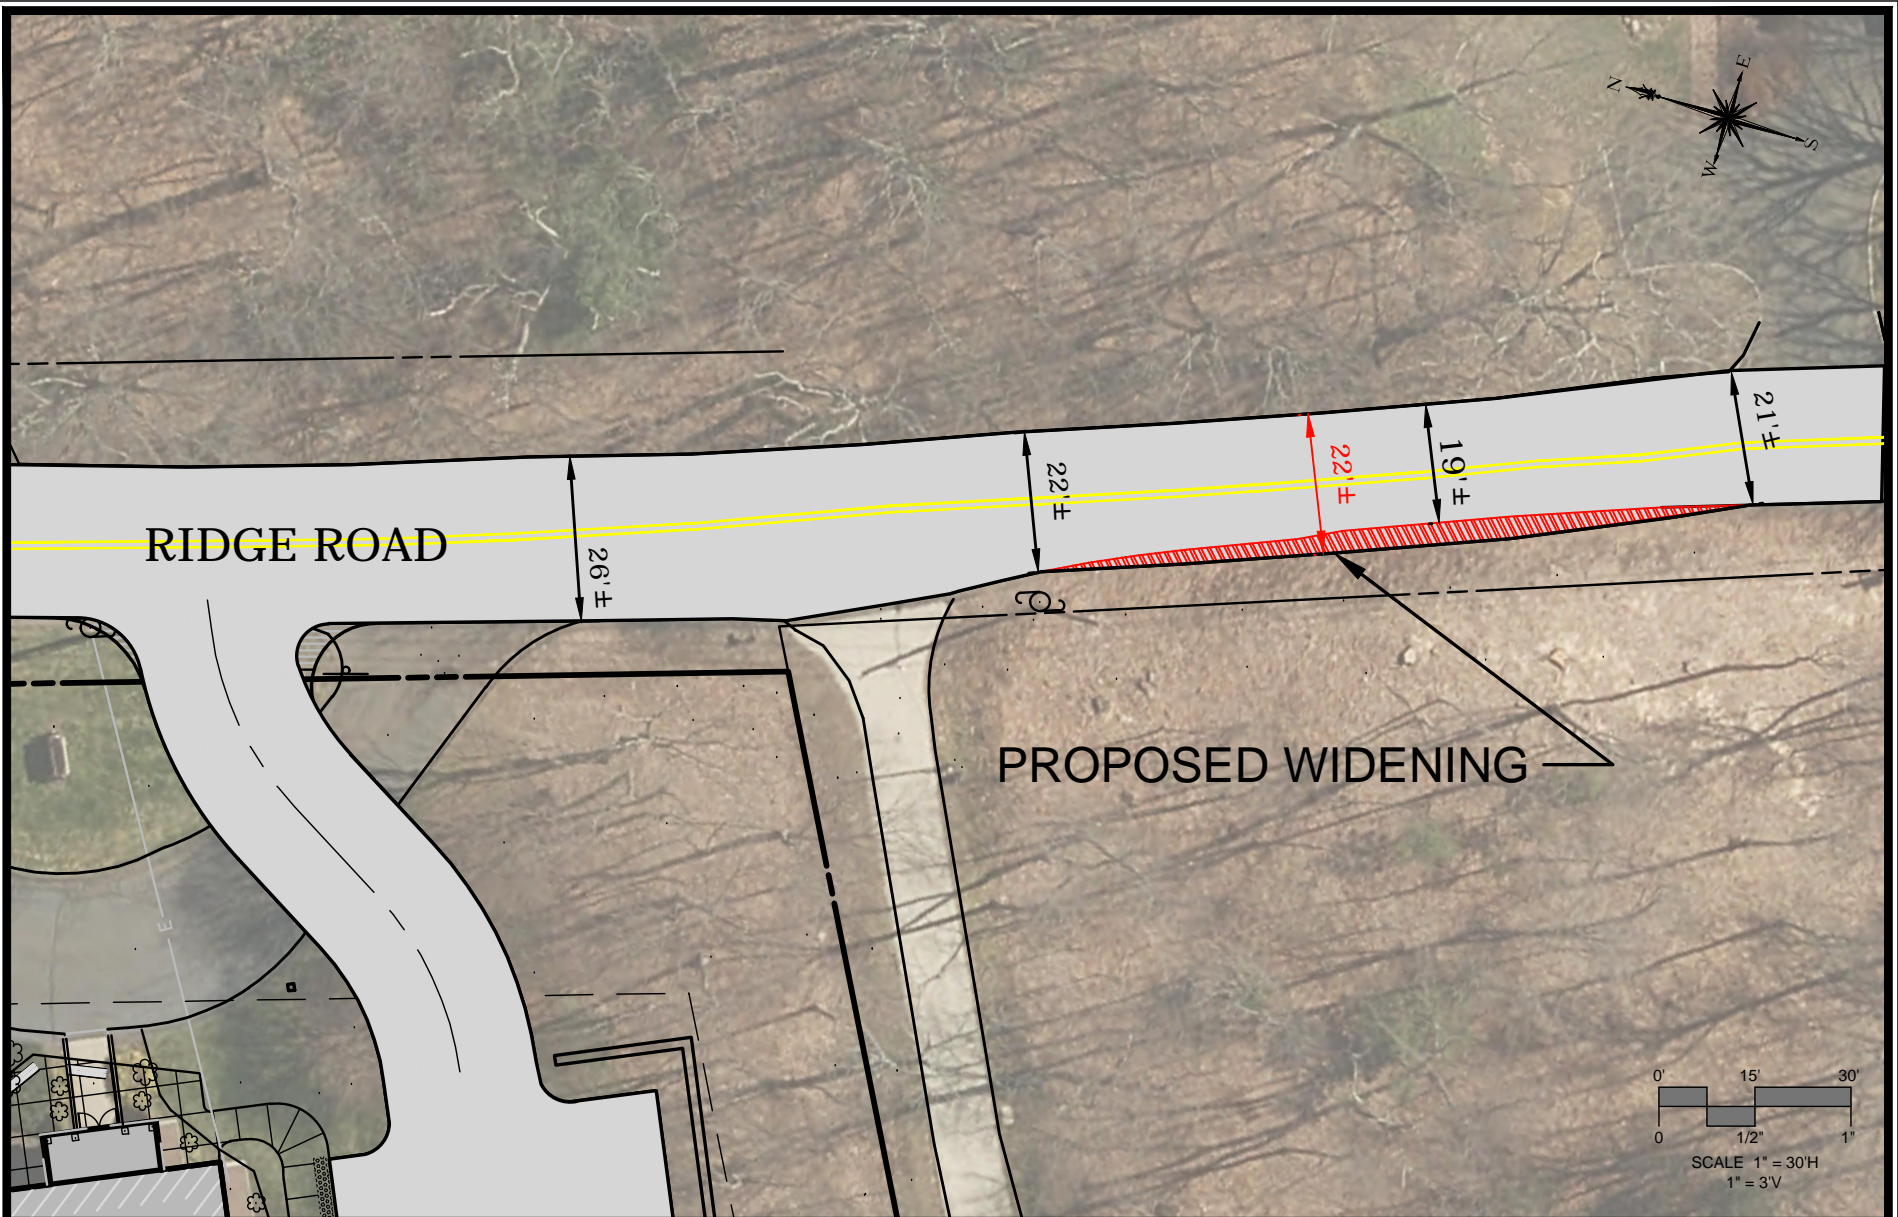 N
E
S
W
21'±
19'±
22'±
22'±
26'±
RIDGE ROAD
PROPOSED WIDENING
E
0' 15' 30'
0 1/2" 1"
SCALE 1" = 30'H
1" = 3'V